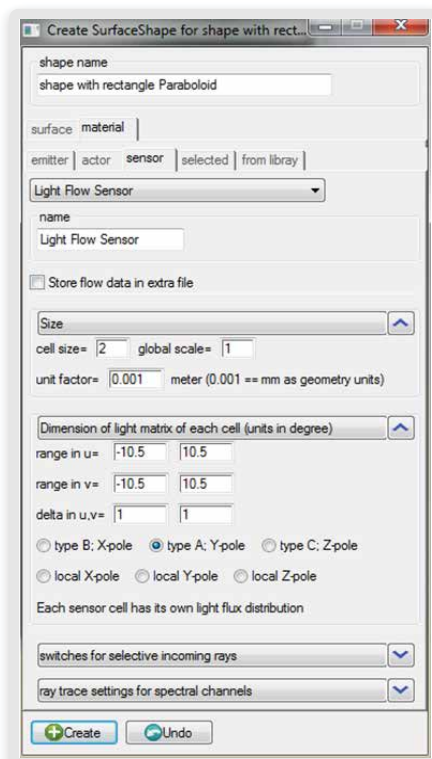 Create SurfaceShape for shape with rect...
shape name
shape with rectangle Paraboloid
surface material
emitter actor sensor selected from libray
Light Flow Sensor
name
Light Flow Sensor
Store flow data in extra file
Size
cell size= 2 global scale= 1
unit factor= 0.001 meter (0.001 == mm as geometry units)
Dimension of light matrix of each cell (units in degree)
range in u= -10.5 10.5
range in v= -10.5 10.5
delta in u,v= 1 1
type B; X-pole type A; Y-pole type C; Z-pole
local X-pole local Y-pole local Z-pole
Each sensor cell has its own light flux distribution
switches for selective incoming rays
ray trace settings for spectral channels
Create Undo